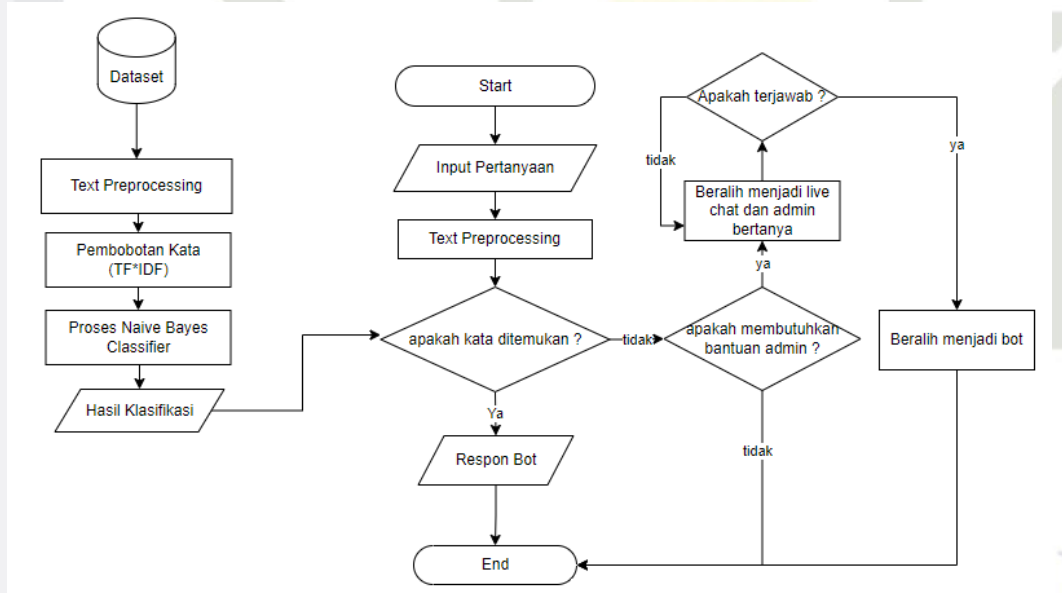 Dataset
Text Preprocessing
Pembobotan Kata
(TF*IDF)
Proses Naive Bayes
Classifier
Hasil Klasifikasi
Start
Input Pertanyaan
Text Preprocessing
apakah kata ditemukan ?
Ya
tidak
Respon Bot
End
apakah membutuhkan
bantuan admin ?
ya
tidak
Beralih menjadi live
chat dan admin
bertanya
Apakah terjawab ?
tidak
ya
Beralih menjadi bot